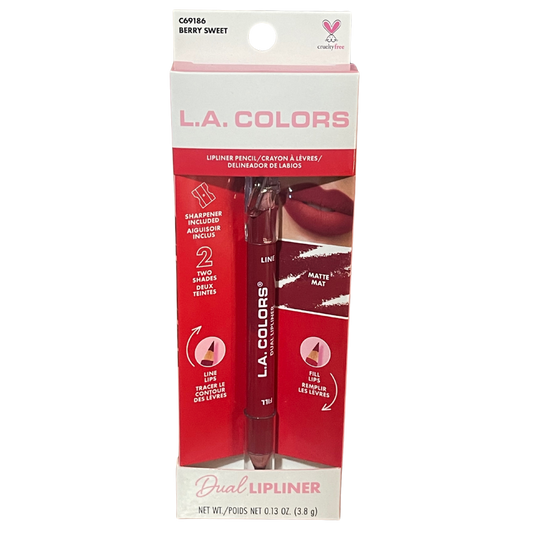 C69186
BERRY SWEET
crueltyfree
L.A. COLORS
LIPLINER PENCIL/CRAYON À LÈVRES/
DELINEADOR DE LABIOS
SHARPENER
INCLUDED
AIGUISOIR
INCLUS
2
TWO
SHADES
DEUX
TEINTES
LINE
LIPS
TRACER LE
CONTOUR
DES LÈVRES
LINE
L.A. COLORS®
DUAL LIPLINER
FILL
MATTE
MAT
FILL
LIPS
REMPLIR
LES LÈVRES
Dual LIPLINER
NET WT./POIDS NET 0.13 OZ. (3.8 g)